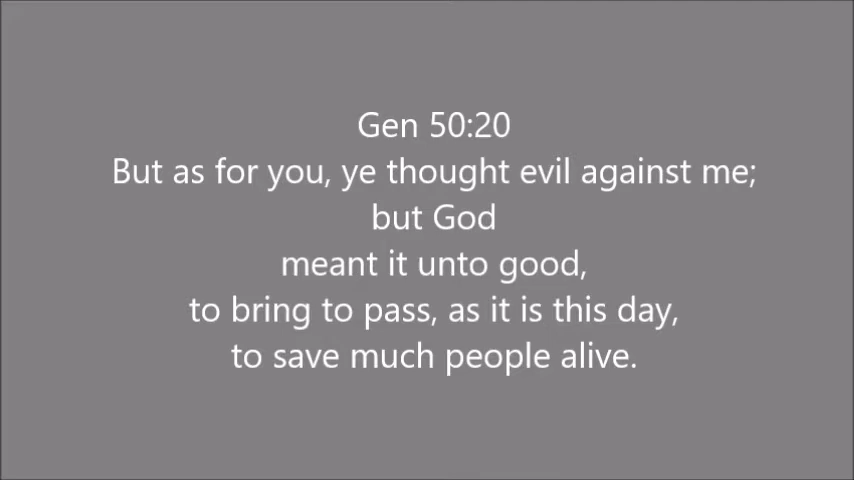 Gen 50:20
But as for you, ye thought evil against me;
but God
meant it unto good,
to bring to pass, as it is this day,
to save much people alive.